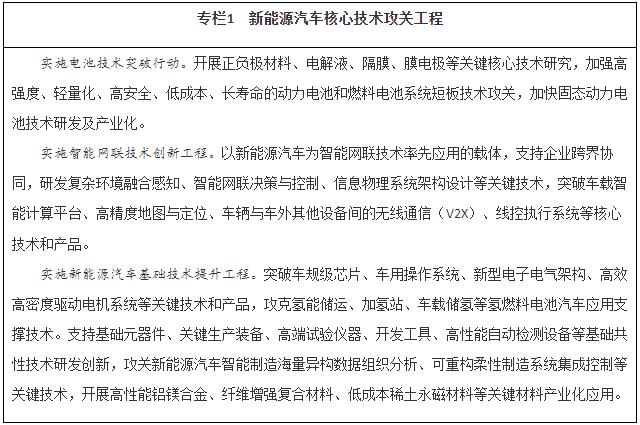 专栏1 新能源汽车核心技术攻关工程
实施电池技术突破行动。开展正负极材料、电解液、隔膜、膜电极等关键核心技术研究，加强高
强度、轻量化、高安全、低成本、长寿命的动力电池和燃料电池系统短板技术攻关，加快固态动力电
池技术研发及产业化。
实施智能网联技术创新工程。以新能源汽车为智能网联技术率先应用的载体，支持企业跨界协
同，研发复杂环境融合感知、智能网联决策与控制、信息物理系统架构设计等关键技术，突破车载智
能计算平台、高精度地图与定位、车辆与车外其他设备间的无线通信（V2X）、线控执行系统等核心
技术和产品。
实施新能源汽车基础技术提升工程。突破车规级芯片、车用操作系统、新型电子电气架构、高效
高密度驱动电机系统等关键技术和产品，攻克氢能储运、加氢站、车载储氢等氢燃料电池汽车应用支
撑技术。支持基础元器件、关键生产装备、高端试验仪器、开发工具、高性能自动检测设备等基础共
性技术研发创新，攻关新能源汽车智能制造海量异构数据组织分析、可重构柔性制造系统集成控制等
关键技术，开展高性能铝镁合金、纤维增强复合材料、低成本稀土永磁材料等关键材料产业化应用。